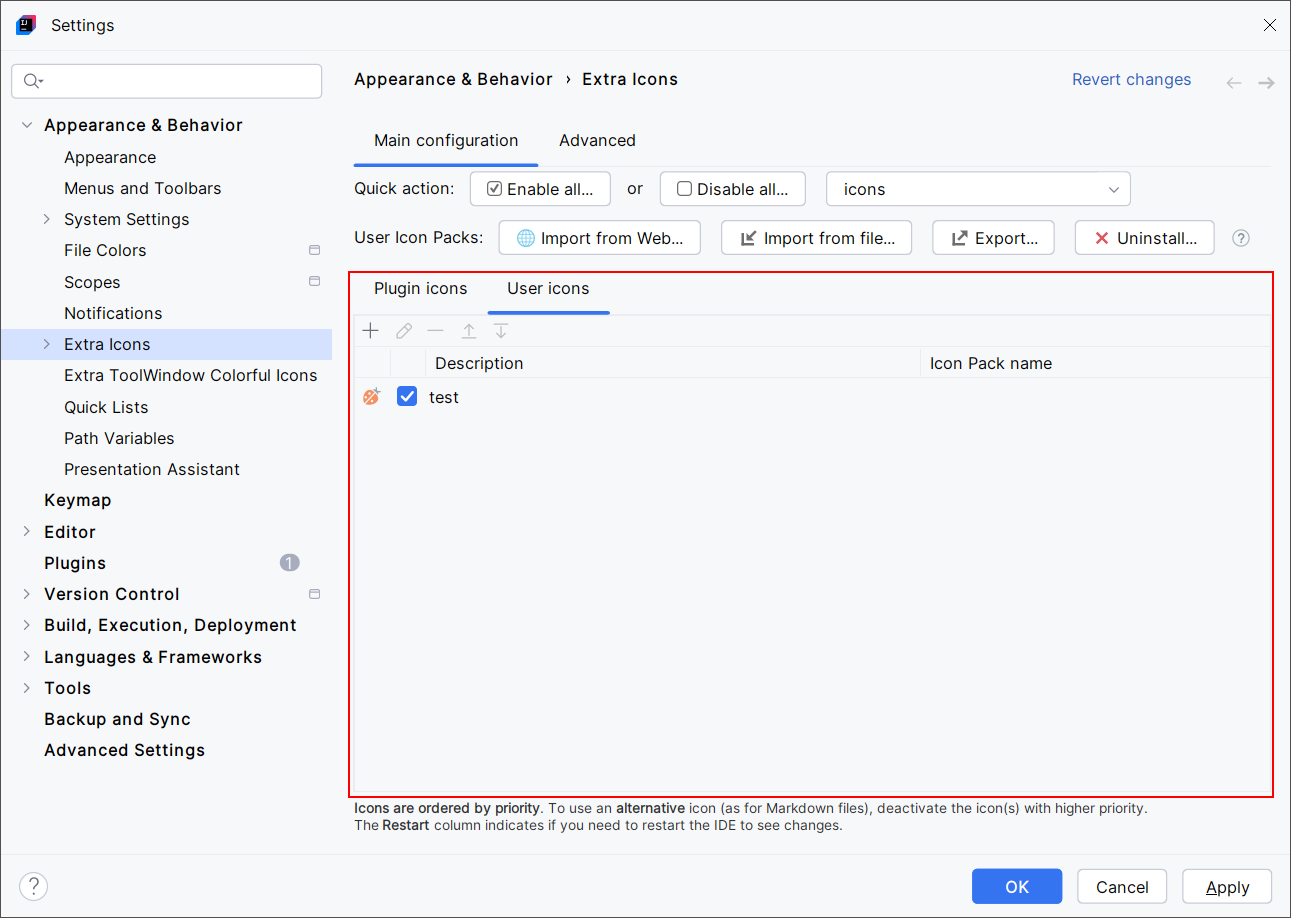 Settings
Appearance & Behavior › Extra Icons
Revert changes
Appearance & Behavior
Appearance
Menus and Toolbars
System Settings
File Colors
Scopes
Notifications
Extra Icons
Extra ToolWindow Colorful Icons
Quick Lists
Path Variables
Presentation Assistant
Keymap
Editor
Plugins 1
Version Control
Build, Execution, Deployment
Languages & Frameworks
Tools
Backup and Sync
Advanced Settings
Main configuration Advanced
Quick action: Enable all... or Disable all... icons
User Icon Packs: Import from Web... Import from file... Export... Uninstall... ?
Plugin icons User icons
Description Icon Pack name
test
Icons are ordered by priority. To use an alternative icon (as for Markdown files), deactivate the icon(s) with higher priority.
The Restart column indicates if you need to restart the IDE to see changes.
? OK Cancel Apply